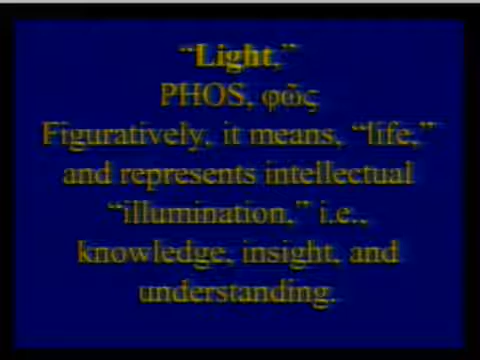 “Light,”
PHOS, φῶς
Figuratively, it means, “life,”
and represents intellectual
“illumination,” i.e.,
knowledge, insight, and
understanding.